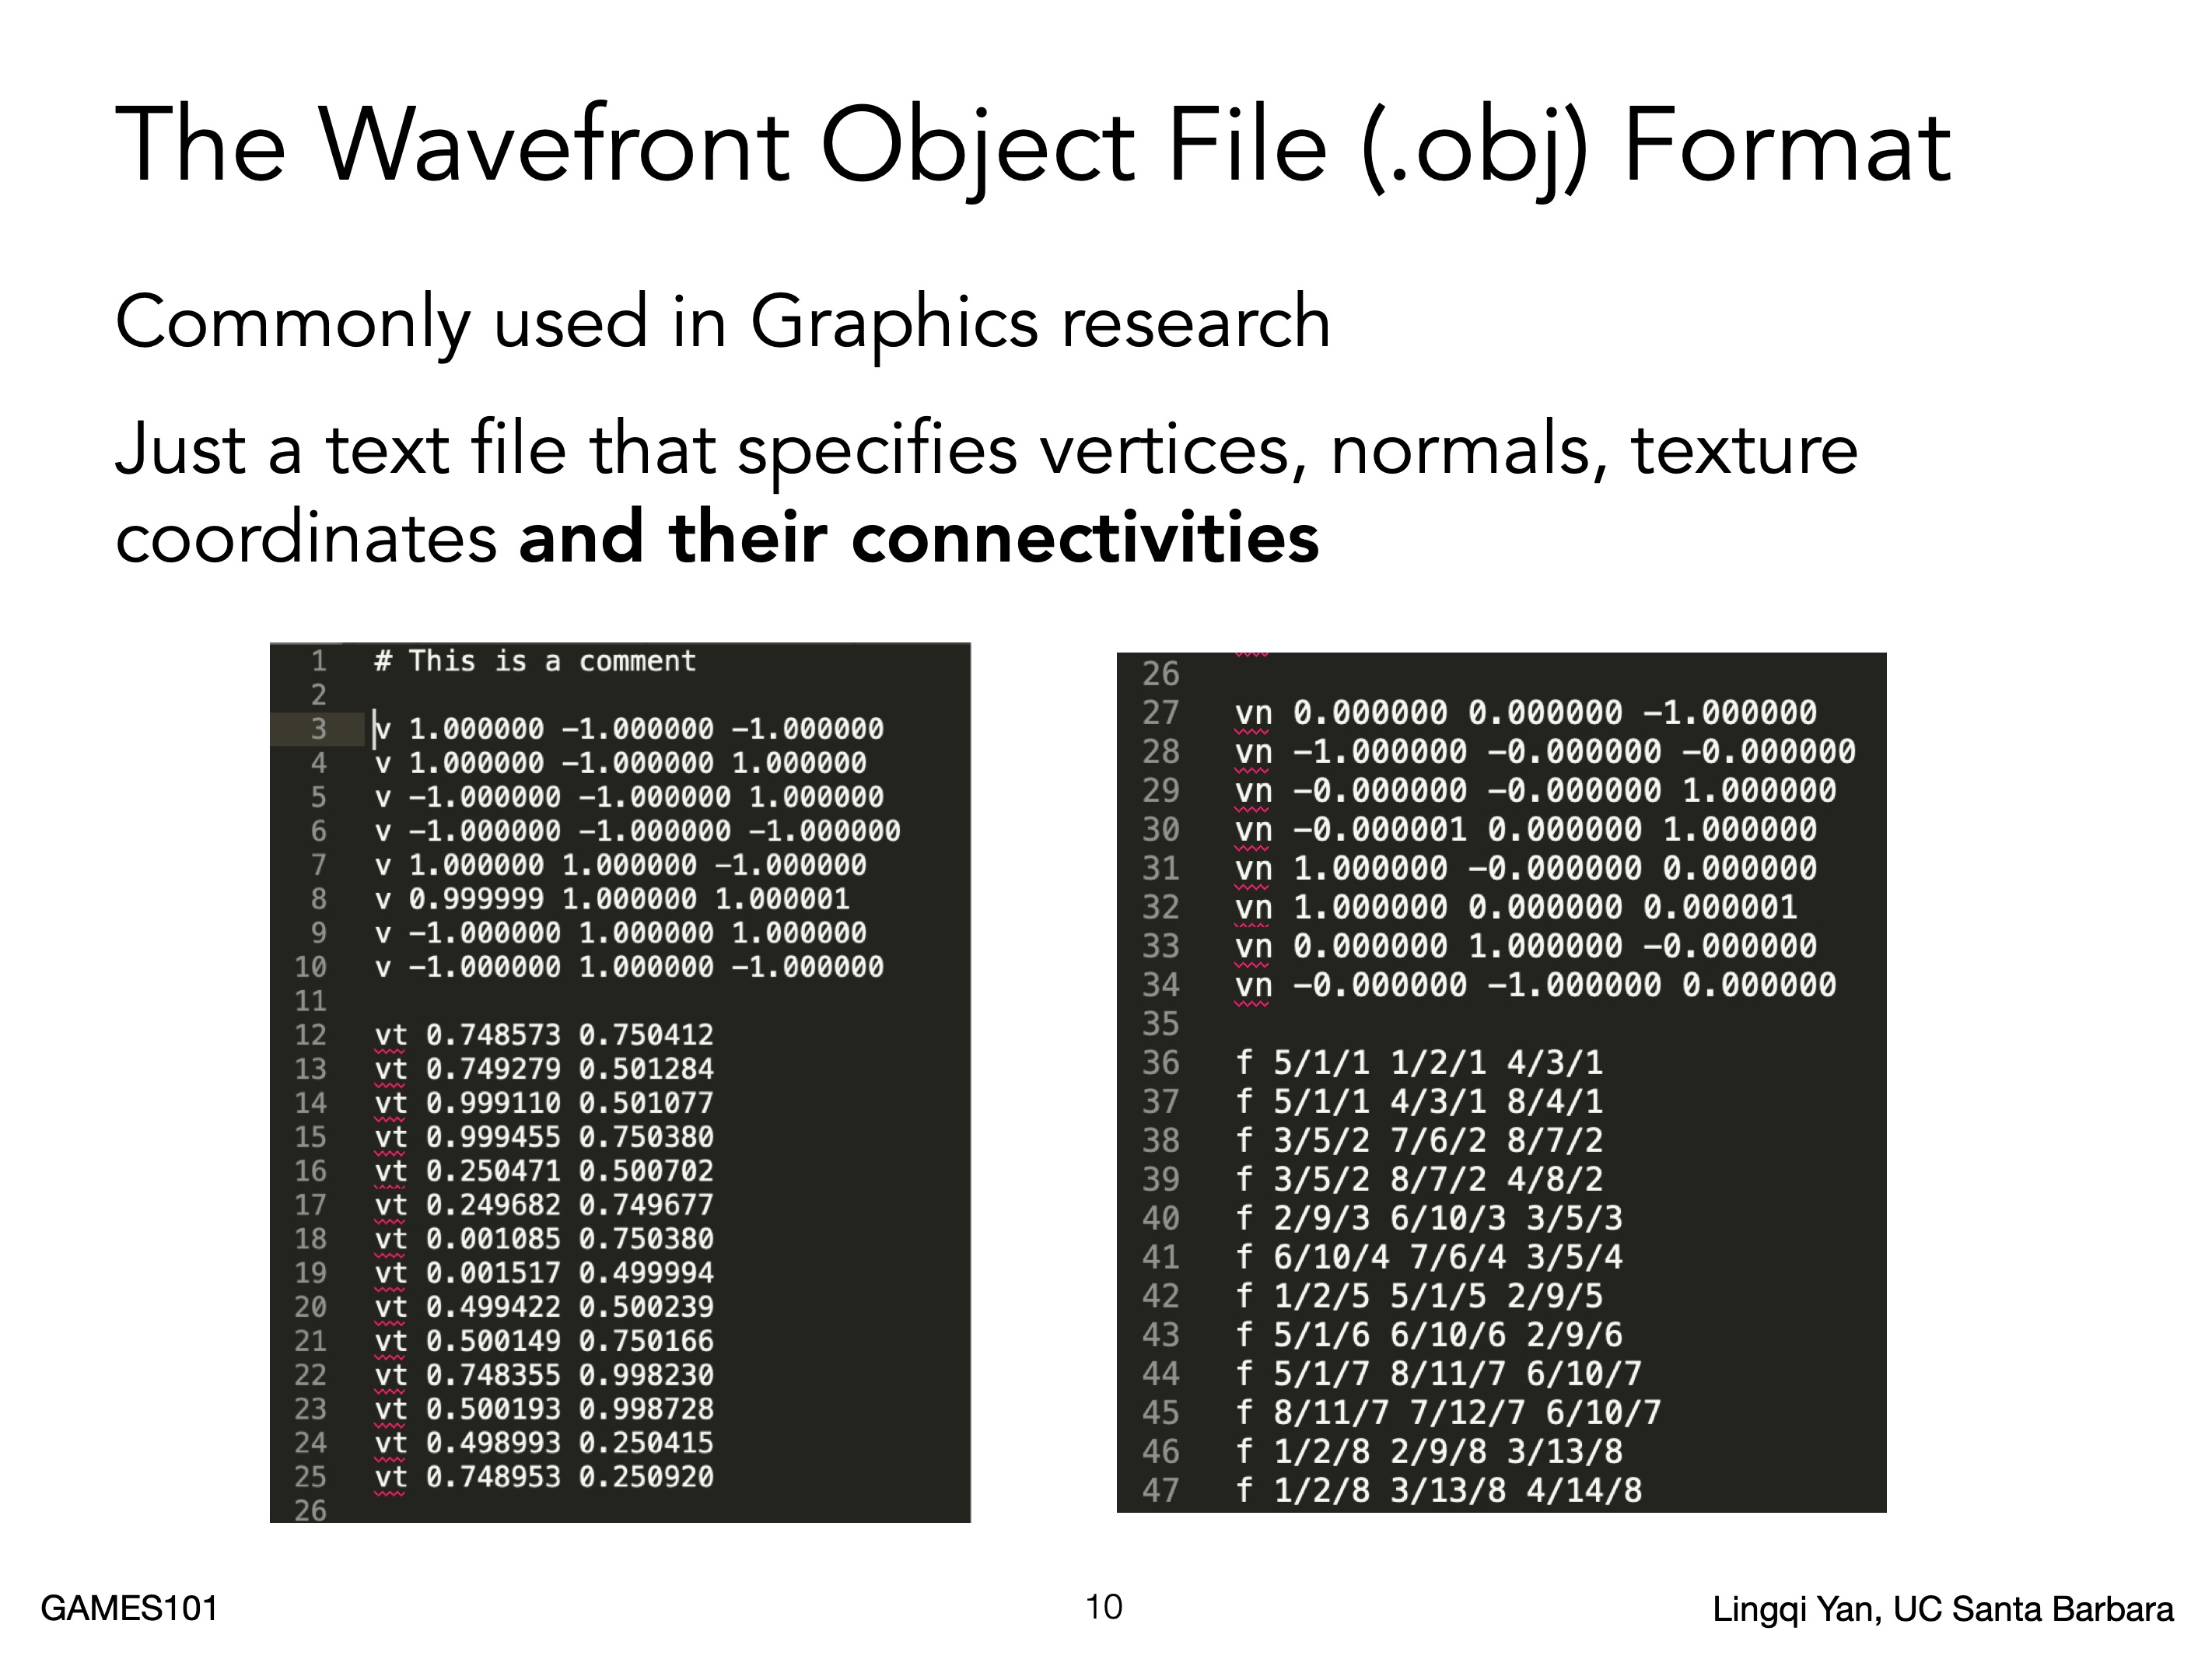 The Wavefront Object File (.obj) Format
Commonly used in Graphics research
Just a text file that specifies vertices, normals, texture
coordinates and their connectivities
1 # This is a comment
2
3 v 1.000000 -1.000000 -1.000000
4 v 1.000000 -1.000000 1.000000
5 v -1.000000 -1.000000 1.000000
6 v -1.000000 -1.000000 -1.000000
7 v 1.000000 1.000000 -1.000000
8 v 0.999999 1.000000 1.000001
9 v -1.000000 1.000000 1.000000
10 v -1.000000 1.000000 -1.000000
11
12 vt 0.748573 0.750412
13 vt 0.749279 0.501284
14 vt 0.999110 0.501077
15 vt 0.999455 0.750380
16 vt 0.250471 0.500702
17 vt 0.249682 0.749677
18 vt 0.001085 0.750380
19 vt 0.001517 0.499994
20 vt 0.499422 0.500239
21 vt 0.500149 0.750166
22 vt 0.748355 0.998230
23 vt 0.500193 0.998728
24 vt 0.498993 0.250415
25 vt 0.748953 0.250920
26
26
27 vn 0.000000 0.000000 -1.000000
28 vn -1.000000 -0.000000 -0.000000
29 vn -0.000000 -0.000000 1.000000
30 vn -0.000001 0.000000 1.000000
31 vn 1.000000 -0.000000 0.000000
32 vn 1.000000 0.000000 0.000001
33 vn 0.000000 1.000000 -0.000000
34 vn -0.000000 -1.000000 0.000000
35
36 f 5/1/1 1/2/1 4/3/1
37 f 5/1/1 4/3/1 8/4/1
38 f 3/5/2 7/6/2 8/7/2
39 f 3/5/2 8/7/2 4/8/2
40 f 2/9/3 6/10/3 3/5/3
41 f 6/10/4 7/6/4 3/5/4
42 f 1/2/5 5/1/5 2/9/5
43 f 5/1/6 6/10/6 2/9/6
44 f 5/1/7 8/11/7 6/10/7
45 f 8/11/7 7/12/7 6/10/7
46 f 1/2/8 2/9/8 3/13/8
47 f 1/2/8 3/13/8 4/14/8
GAMES101
10
Lingqi Yan, UC Santa Barbara